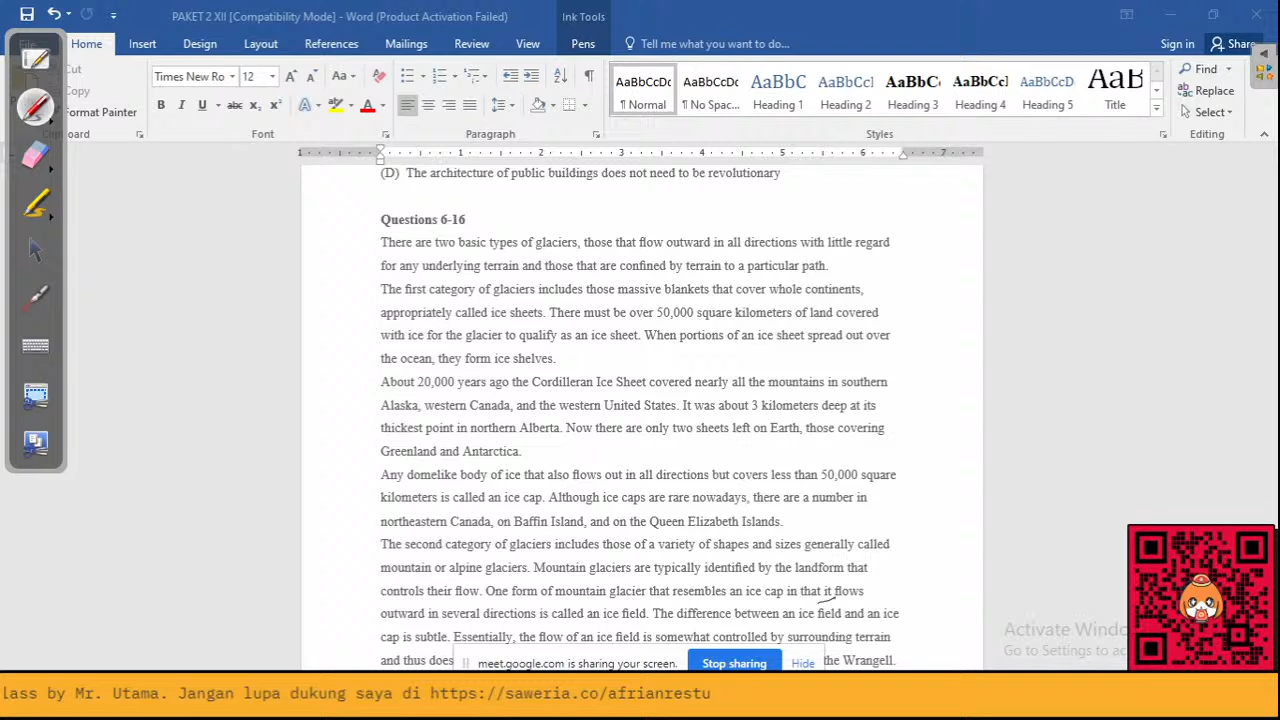 PAKET 2 XII [Compatibility Mode] - Word (Product Activation Failed)
Ink Tools
File
Home
Insert
Design
Layout
References
Mailings
Review
View
Pens
Tell me what you want to do...
Sign in
Share
Cut
Copy
Format Painter
Clipboard
Times New Ro
12
Font
Paragraph
AaBbCcDc
¶ Normal
AaBbCcDc
¶ No Spac...
AaBbC
Heading 1
AaBbCcl
Heading 2
AaBbCc
Heading 3
AaBbCcl
Heading 4
AaBbCcD
Heading 5
AaB
Title
Styles
Find
Replace
Select
Editing
1 1 2 3 4 5 6 7
(D) The architecture of public buildings does not need to be revolutionary
Questions 6-16
There are two basic types of glaciers, those that flow outward in all directions with little regard
for any underlying terrain and those that are confined by terrain to a particular path.
The first category of glaciers includes those massive blankets that cover whole continents,
appropriately called ice sheets. There must be over 50,000 square kilometers of land covered
with ice for the glacier to qualify as an ice sheet. When portions of an ice sheet spread out over
the ocean, they form ice shelves.
About 20,000 years ago the Cordilleran Ice Sheet covered nearly all the mountains in southern
Alaska, western Canada, and the western United States. It was about 3 kilometers deep at its
thickest point in northern Alberta. Now there are only two sheets left on Earth, those covering
Greenland and Antarctica.
Any domelike body of ice that also flows out in all directions but covers less than 50,000 square
kilometers is called an ice cap. Although ice caps are rare nowadays, there are a number in
northeastern Canada, on Baffin Island, and on the Queen Elizabeth Islands.
The second category of glaciers includes those of a variety of shapes and sizes generally called
mountain or alpine glaciers. Mountain glaciers are typically identified by the landform that
controls their flow. One form of mountain glacier that resembles an ice cap in that it flows
outward in several directions is called an ice field. The difference between an ice field and an ice
cap is subtle. Essentially, the flow of an ice field is somewhat controlled by surrounding terrain
and thus does the Wrangell.
meet.google.com is sharing your screen.
Stop sharing
Hide
Activate Windo
Go to Settings to ac
lass by Mr. Utama. Jangan lupa dukung saya di https://saweria.co/afrianrestu